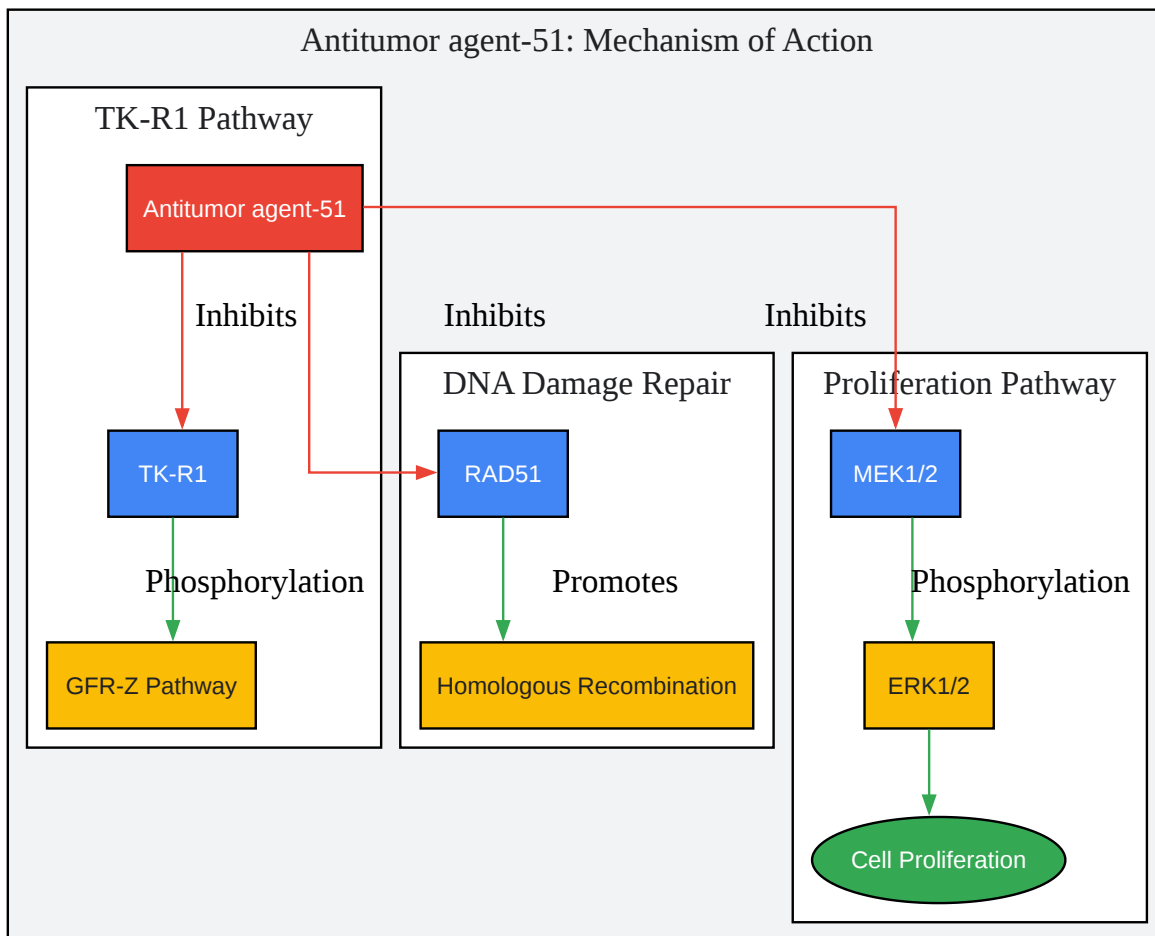 Antitumor agent-51: Mechanism of Action
TK-R1 Pathway
Antitumor agent-51
Inhibits
Inhibits
Inhibits
DNA Damage Repair
Proliferation Pathway
TK-R1
RAD51
MEK1/2
Phosphorylation
Promotes
Phosphorylation
GFR-Z Pathway
Homologous Recombination
ERK1/2
Cell Proliferation